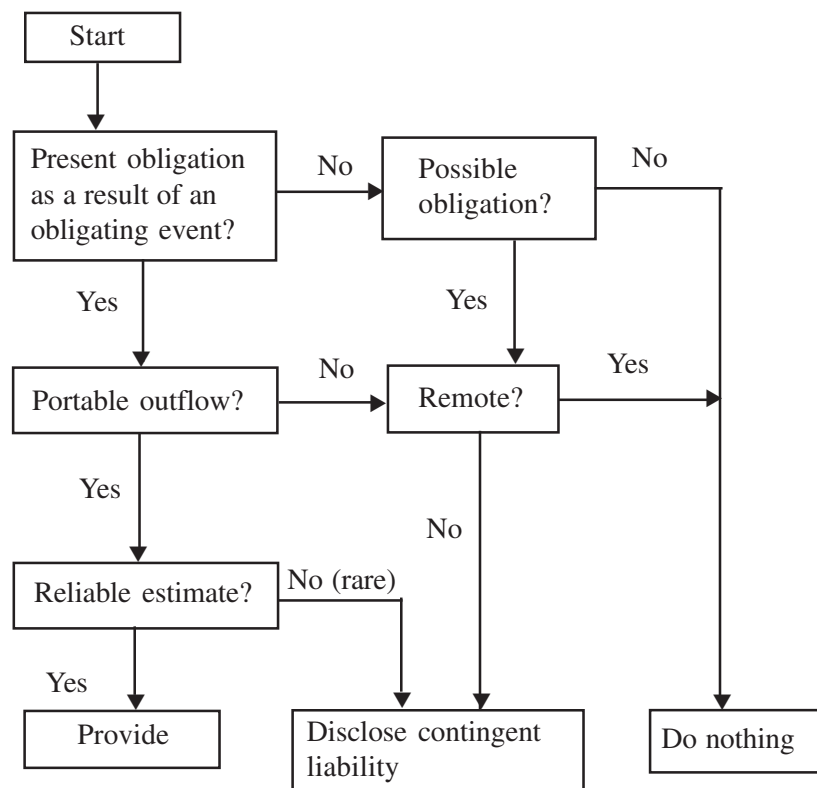 Start
Present obligation
as a result of an
obligating event?
No
Possible
obligation?
No
Yes
Yes
Portable outflow?
No
Remote?
Yes
Yes
No
Reliable estimate?
No (rare)
Yes
Provide
Disclose contingent
liability
Do nothing